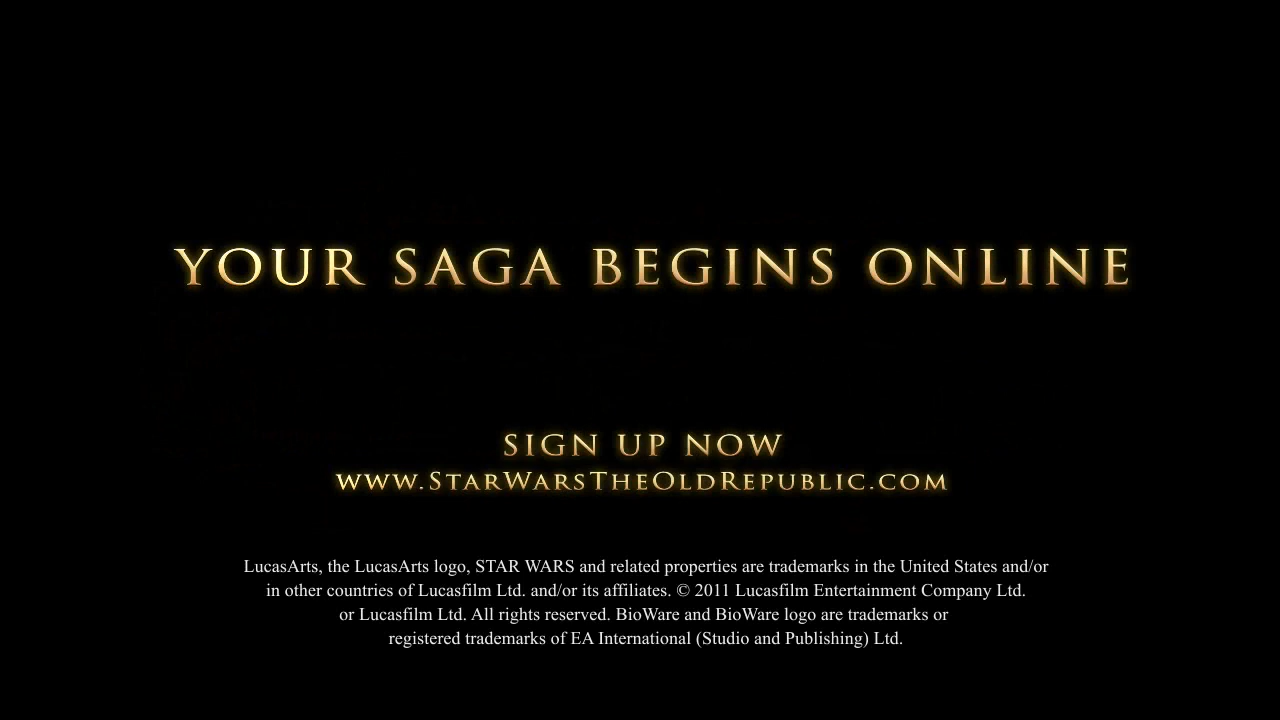 YOUR SAGA BEGINS ONLINE
SIGN UP NOW
WWW.STARWARSTHEOLDREPUBLIC.COM
LucasArts, the LucasArts logo, STAR WARS and related properties are trademarks in the United States and/or
in other countries of Lucasfilm Ltd. and/or its affiliates. © 2011 Lucasfilm Entertainment Company Ltd.
or Lucasfilm Ltd. All rights reserved. BioWare and BioWare logo are trademarks or
registered trademarks of EA International (Studio and Publishing) Ltd.